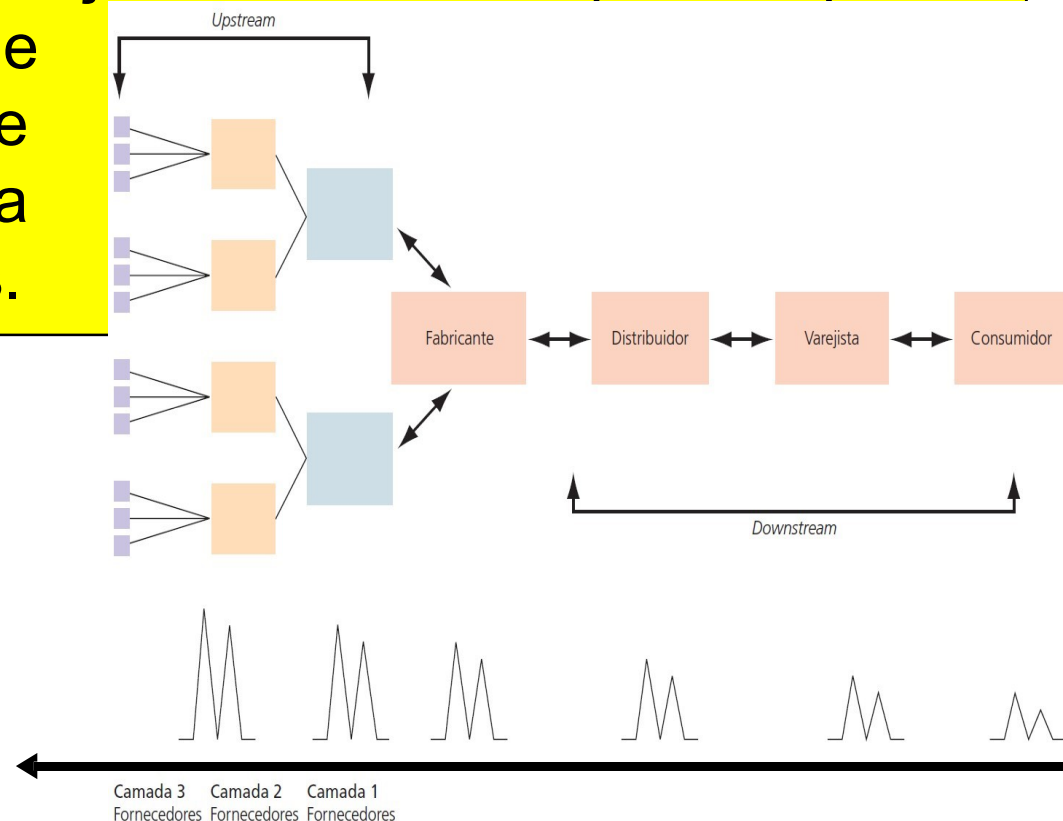 Upstream
e
e
a
.
Fabricante
Distribuidor
Varejista
Consumidor
Downstream
Camada 3 Camada 2 Camada 1
Fornecedores Fornecedores Fornecedores